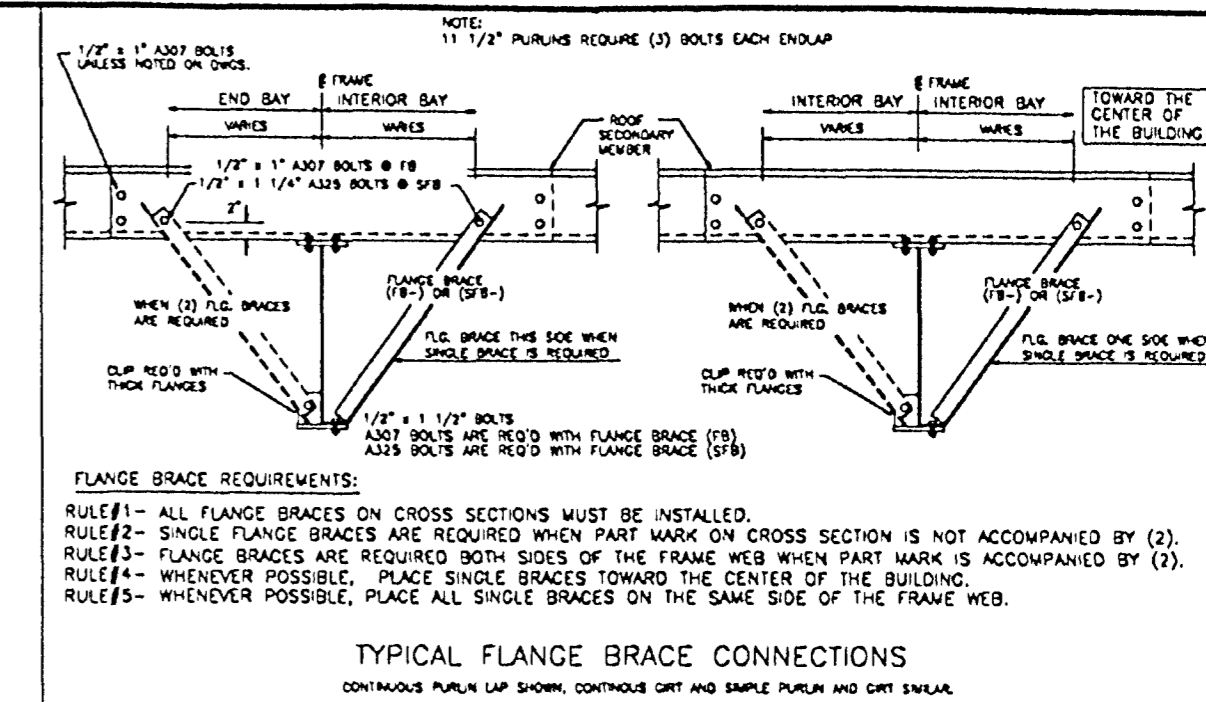 NOTE:
11 1/2" PURLINS REQUIRE (3) BOLTS EACH ENDLAP
1/2" x 1" A307 BOLTS
UNLESS NOTED ON DWGS.
℄ FRAME
END BAY
INTERIOR BAY
VARIES
VARIES
1/2" x 1" A307 BOLTS @ FB
1/2" x 1 1/4" A325 BOLTS @ SFB
2"
ROOF
SECONDARY
MEMBER
℄ FRAME
INTERIOR BAY
INTERIOR BAY
VARIES
VARIES
TOWARD THE
CENTER OF
THE BUILDING
WHEN (2) FLG. BRACES
ARE REQUIRED
FLANGE BRACE
(FB-) OR (SFB-)
FLG. BRACE THIS SIDE WHEN
SINGLE BRACE IS REQUIRED
CLIP REQ'D WITH
THICK FLANGES
1/2" x 1 1/2" BOLTS
A307 BOLTS ARE REQ'D WITH FLANGE BRACE (FB)
A325 BOLTS ARE REQ'D WITH FLANGE BRACE (SFB)
WHEN (2) FLG. BRACES
ARE REQUIRED
FLANGE BRACE
(FB-) OR (SFB-)
FLG. BRACE ONE SIDE WHEN
SINGLE BRACE IS REQUIRED
CLIP REQ'D WITH
THICK FLANGES
FLANGE BRACE REQUIREMENTS:
RULE#1- ALL FLANGE BRACES ON CROSS SECTIONS MUST BE INSTALLED.
RULE#2- SINGLE FLANGE BRACES ARE REQUIRED WHEN PART MARK ON CROSS SECTION IS NOT ACCOMPANIED BY (2).
RULE#3- FLANGE BRACES ARE REQUIRED BOTH SIDES OF THE FRAME WEB WHEN PART MARK IS ACCOMPANIED BY (2).
RULE#4- WHENEVER POSSIBLE, PLACE SINGLE BRACES TOWARD THE CENTER OF THE BUILDING.
RULE#5- WHENEVER POSSIBLE, PLACE ALL SINGLE BRACES ON THE SAME SIDE OF THE FRAME WEB.
TYPICAL FLANGE BRACE CONNECTIONS
CONTINUOUS PURLIN LAP SHOWN, CONTINOUS GIRT AND SIMPLE PURLIN AND GIRT SIMILAR.